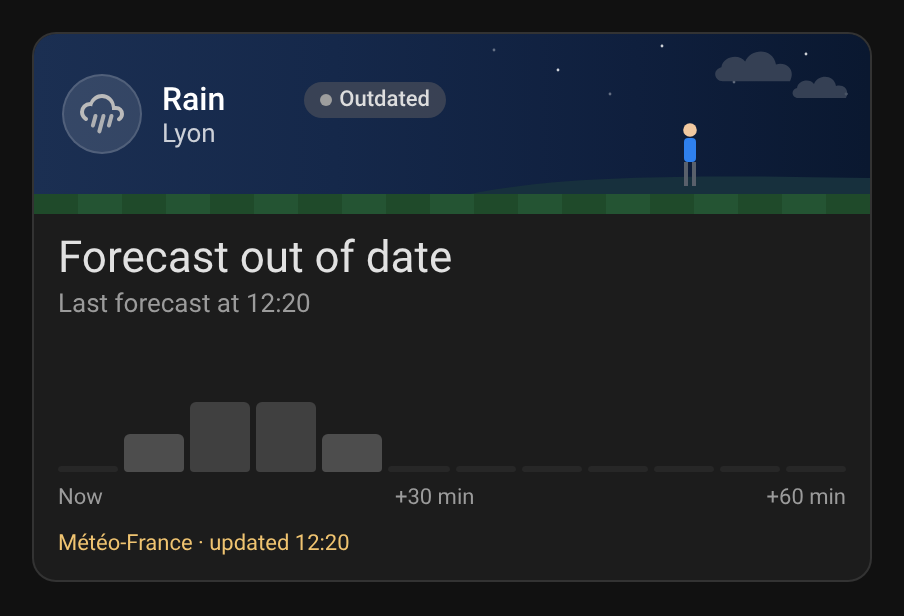 Rain
Outdated
Lyon
Forecast out of date
Last forecast at 12:20
Now
+30 min
+60 min
Météo-France · updated 12:20